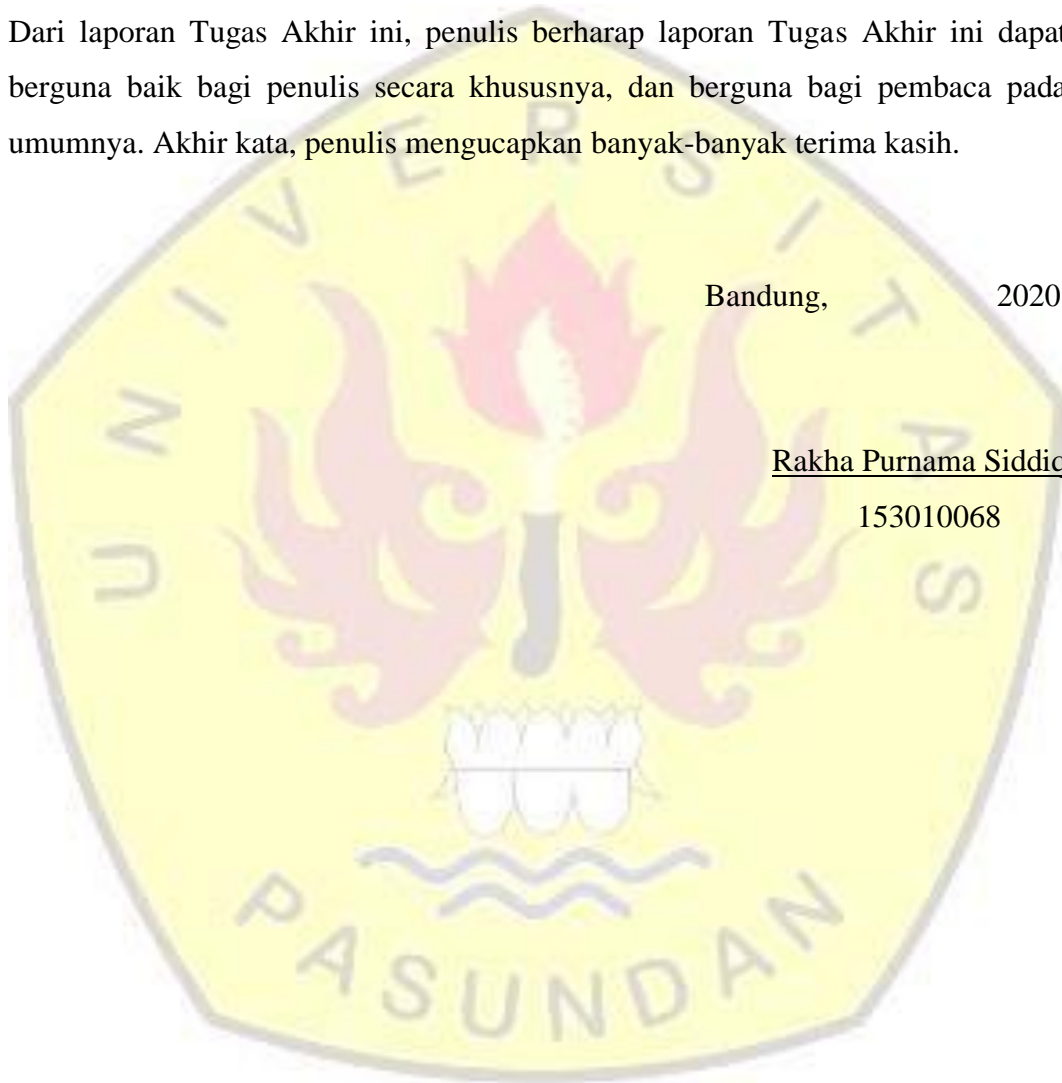 Dari laporan Tugas Akhir ini, penulis berharap laporan Tugas Akhir ini dapat
berguna baik bagi penulis secara khususnya, dan berguna bagi pembaca pada
umumnya. Akhir kata, penulis mengucapkan banyak-banyak terima kasih.
UNIVERSITAS
Bandung, 2020
Rakha Purnama Siddiq
153010068
PASUNDAN